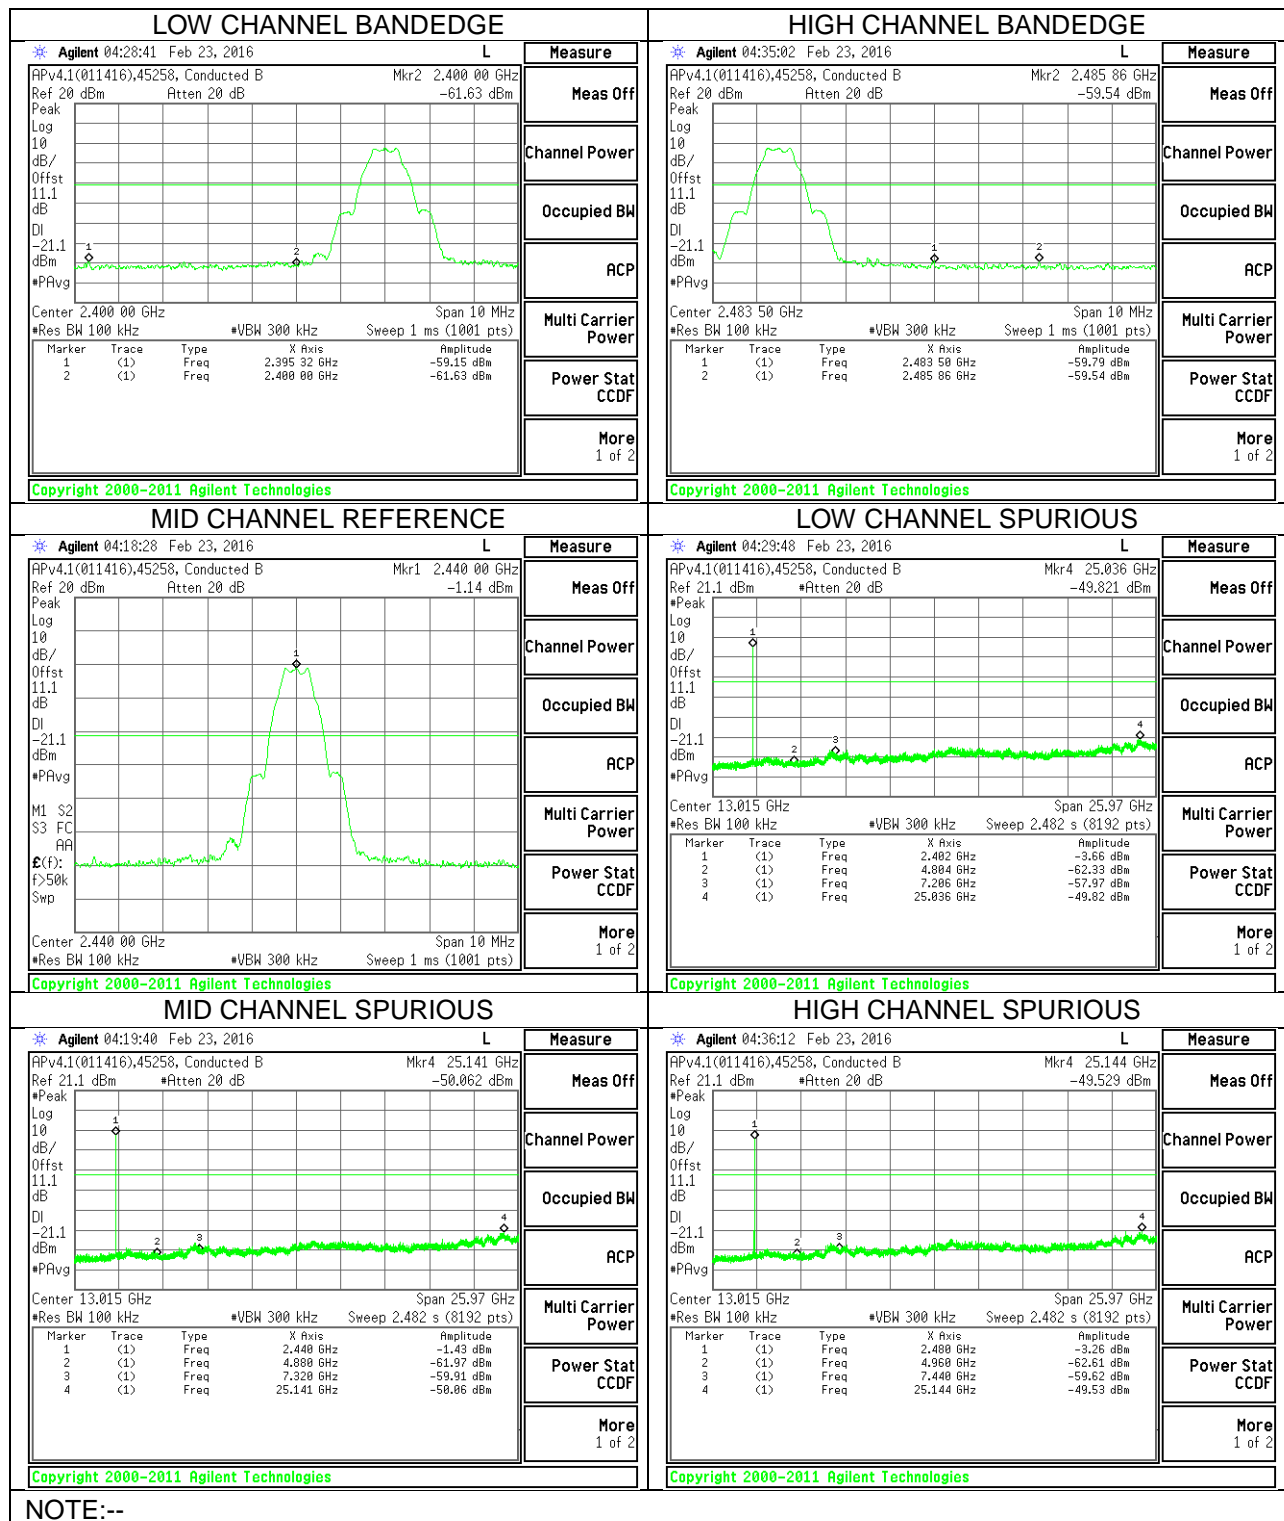 LOW CHANNEL BANDEDGE
Agilent 04:28:41 Feb 23, 2016 L Measure
APv4.1(011416),45258, Conducted B Mkr2 2.400 00 GHz
Ref 20 dBm Atten 20 dB -61.63 dBm Meas Off
Peak
Log
10
dB/ Channel Power
Offst
11.1
dB Occupied BW
DI
-21.1 1 2
dBm ACP
#PAvg
Center 2.400 00 GHz Span 10 MHz Multi Carrier
#Res BW 100 kHz #VBW 300 kHz Sweep 1 ms (1001 pts) Power
Marker Trace Type X Axis Amplitude
1 (1) Freq 2.395 32 GHz -59.15 dBm
2 (1) Freq 2.400 00 GHz -61.63 dBm
Power Stat
CCDF
More
1 of 2
Copyright 2000-2011 Agilent Technologies
HIGH CHANNEL BANDEDGE
Agilent 04:35:02 Feb 23, 2016 L Measure
APv4.1(011416),45258, Conducted B Mkr2 2.485 86 GHz
Ref 20 dBm Atten 20 dB -59.54 dBm Meas Off
Peak
Log
10
dB/ Channel Power
Offst
11.1
dB Occupied BW
DI
-21.1 1 2
dBm ACP
#PAvg
Center 2.483 50 GHz Span 10 MHz Multi Carrier
#Res BW 100 kHz #VBW 300 kHz Sweep 1 ms (1001 pts) Power
Marker Trace Type X Axis Amplitude
1 (1) Freq 2.483 50 GHz -59.79 dBm
2 (1) Freq 2.485 86 GHz -59.54 dBm
Power Stat
CCDF
More
1 of 2
Copyright 2000-2011 Agilent Technologies
MID CHANNEL REFERENCE
Agilent 04:18:28 Feb 23, 2016 L Measure
APv4.1(011416),45258, Conducted B Mkr1 2.440 00 GHz
Ref 20 dBm Atten 20 dB -1.14 dBm Meas Off
Peak
Log
10
dB/ 1 Channel Power
Offst
11.1
dB Occupied BW
DI
-21.1
dBm ACP
#PAvg
M1 S2 Multi Carrier
S3 FC Power
AA
£(f): Power Stat
f>50k CCDF
Swp
More
Center 2.440 00 GHz Span 10 MHz 1 of 2
#Res BW 100 kHz #VBW 300 kHz Sweep 1 ms (1001 pts)
Copyright 2000-2011 Agilent Technologies
LOW CHANNEL SPURIOUS
Agilent 04:29:48 Feb 23, 2016 L Measure
APv4.1(011416),45258, Conducted B Mkr4 25.036 GHz
Ref 21.1 dBm #Atten 20 dB -49.821 dBm Meas Off
#Peak
Log
10 1
dB/ Channel Power
Offst
11.1
dB Occupied BW
DI
-21.1 2 3 4
dBm ACP
#PAvg
Center 13.015 GHz Span 25.97 GHz Multi Carrier
#Res BW 100 kHz #VBW 300 kHz Sweep 2.482 s (8192 pts) Power
Marker Trace Type X Axis Amplitude
1 (1) Freq 2.402 GHz -3.66 dBm
2 (1) Freq 4.804 GHz -62.33 dBm
3 (1) Freq 7.206 GHz -57.97 dBm
4 (1) Freq 25.036 GHz -49.82 dBm
Power Stat
CCDF
More
1 of 2
Copyright 2000-2011 Agilent Technologies
MID CHANNEL SPURIOUS
Agilent 04:19:40 Feb 23, 2016 L Measure
APv4.1(011416),45258, Conducted B Mkr4 25.141 GHz
Ref 21.1 dBm #Atten 20 dB -50.062 dBm Meas Off
#Peak
Log 1
10
dB/ Channel Power
Offst
11.1
dB Occupied BW
DI
-21.1 2 3 4
dBm ACP
#PAvg
Center 13.015 GHz Span 25.97 GHz Multi Carrier
#Res BW 100 kHz #VBW 300 kHz Sweep 2.482 s (8192 pts) Power
Marker Trace Type X Axis Amplitude
1 (1) Freq 2.440 GHz -1.43 dBm
2 (1) Freq 4.880 GHz -61.97 dBm
3 (1) Freq 7.320 GHz -59.91 dBm
4 (1) Freq 25.141 GHz -50.06 dBm
Power Stat
CCDF
More
1 of 2
Copyright 2000-2011 Agilent Technologies
HIGH CHANNEL SPURIOUS
Agilent 04:36:12 Feb 23, 2016 L Measure
APv4.1(011416),45258, Conducted B Mkr4 25.144 GHz
Ref 21.1 dBm #Atten 20 dB -49.529 dBm Meas Off
#Peak
Log 1
10
dB/ Channel Power
Offst
11.1
dB Occupied BW
DI
-21.1 2 3 4
dBm ACP
#PAvg
Center 13.015 GHz Span 25.97 GHz Multi Carrier
#Res BW 100 kHz #VBW 300 kHz Sweep 2.482 s (8192 pts) Power
Marker Trace Type X Axis Amplitude
1 (1) Freq 2.480 GHz -3.26 dBm
2 (1) Freq 4.960 GHz -62.61 dBm
3 (1) Freq 7.440 GHz -59.62 dBm
4 (1) Freq 25.144 GHz -49.53 dBm
Power Stat
CCDF
More
1 of 2
Copyright 2000-2011 Agilent Technologies
NOTE:--